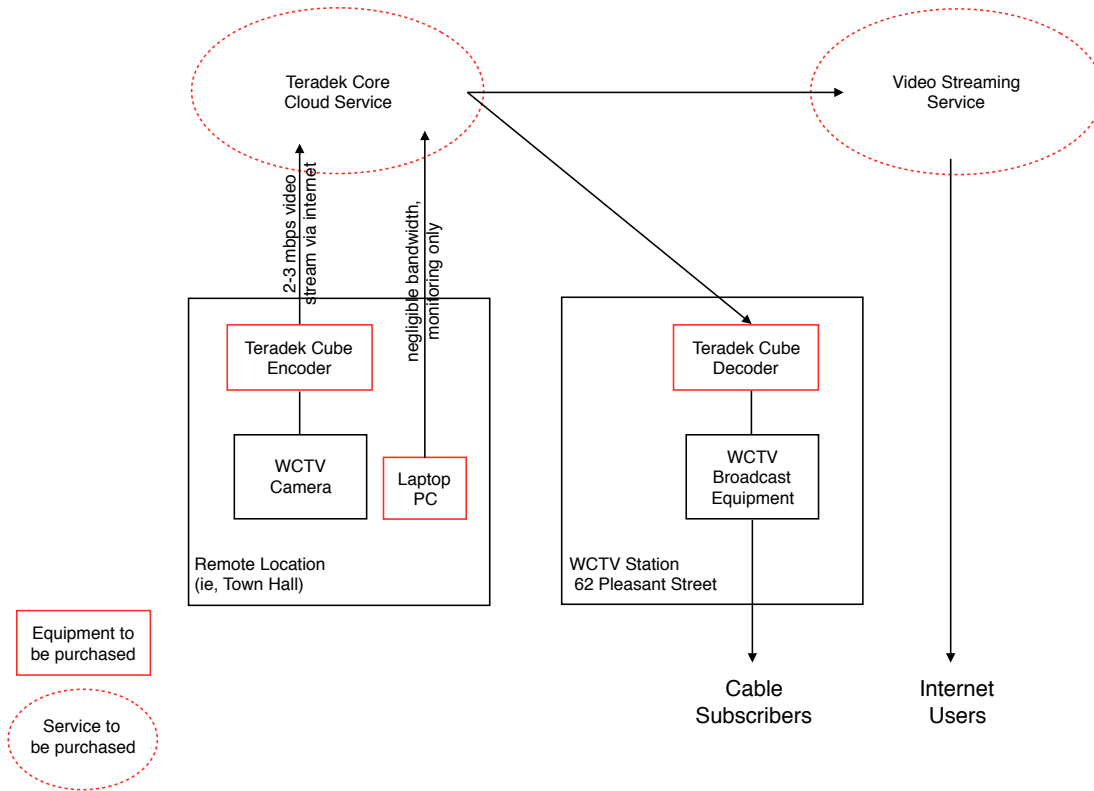 Teradek Core
Cloud Service
Video Streaming
Service
2-3 mbps video
stream via internet
negligible bandwidth,
monitoring only
Teradek Cube
Encoder
WCTV
Camera
Laptop
PC
Remote Location
(ie, Town Hall)
Teradek Cube
Decoder
WCTV
Broadcast
Equipment
WCTV Station
62 Pleasant Street
Equipment to
be purchased
Service to
be purchased
Cable
Subscribers
Internet
Users